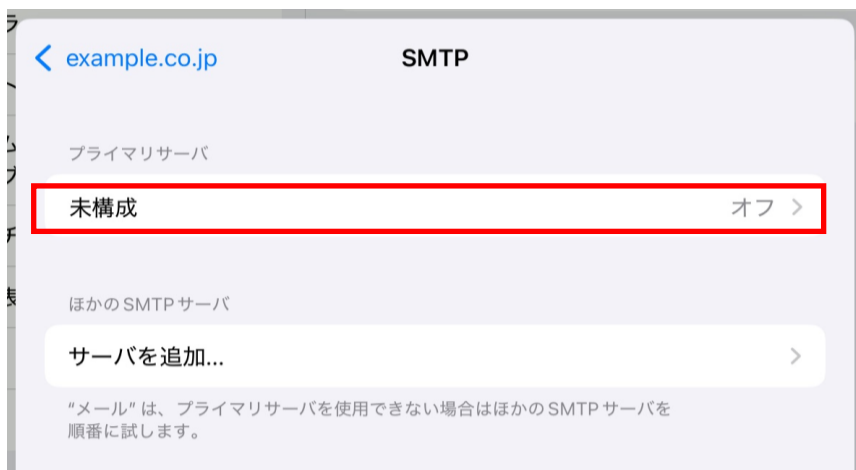 example.co.jp
SMTP
プライマリサーバ
未構成
オフ
ほかのSMTPサーバ
サーバを追加...
“メール”は、プライマリサーバを使用できない場合はほかのSMTPサーバを
順番に試します。